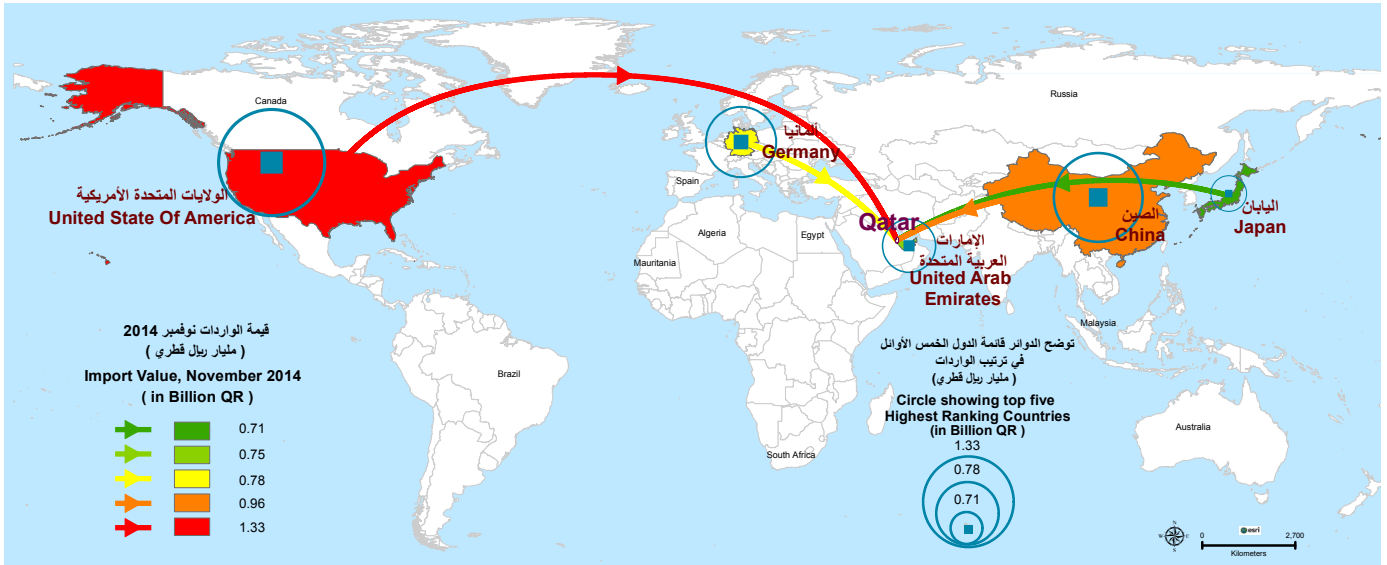 Canada
Russia
ألمانيا
Germany
Spain
الولايات المتحدة الأمريكية
United State Of America
Algeria
Egypt
Mauritania
Qatar
الإمارات
العربية المتحدة
United Arab
Emirates
الصين
China
اليابان
Japan
Malaysia
Brazil
Australia
South Africa
قيمة الواردات نوفمبر 2014
( مليار ريال قطري )
Import Value, November 2014
( in Billion QR )
0.71
0.75
0.78
0.96
1.33
توضح الدوائر قائمة الدول الخمس الأوائل
في ترتيب الواردات
( مليار ريال قطري)
Circle showing top five
Highest Ranking Countries
(in Billion QR )
1.33
0.78
0.71
N
W E
S
esri
0 2,700
Kilometers